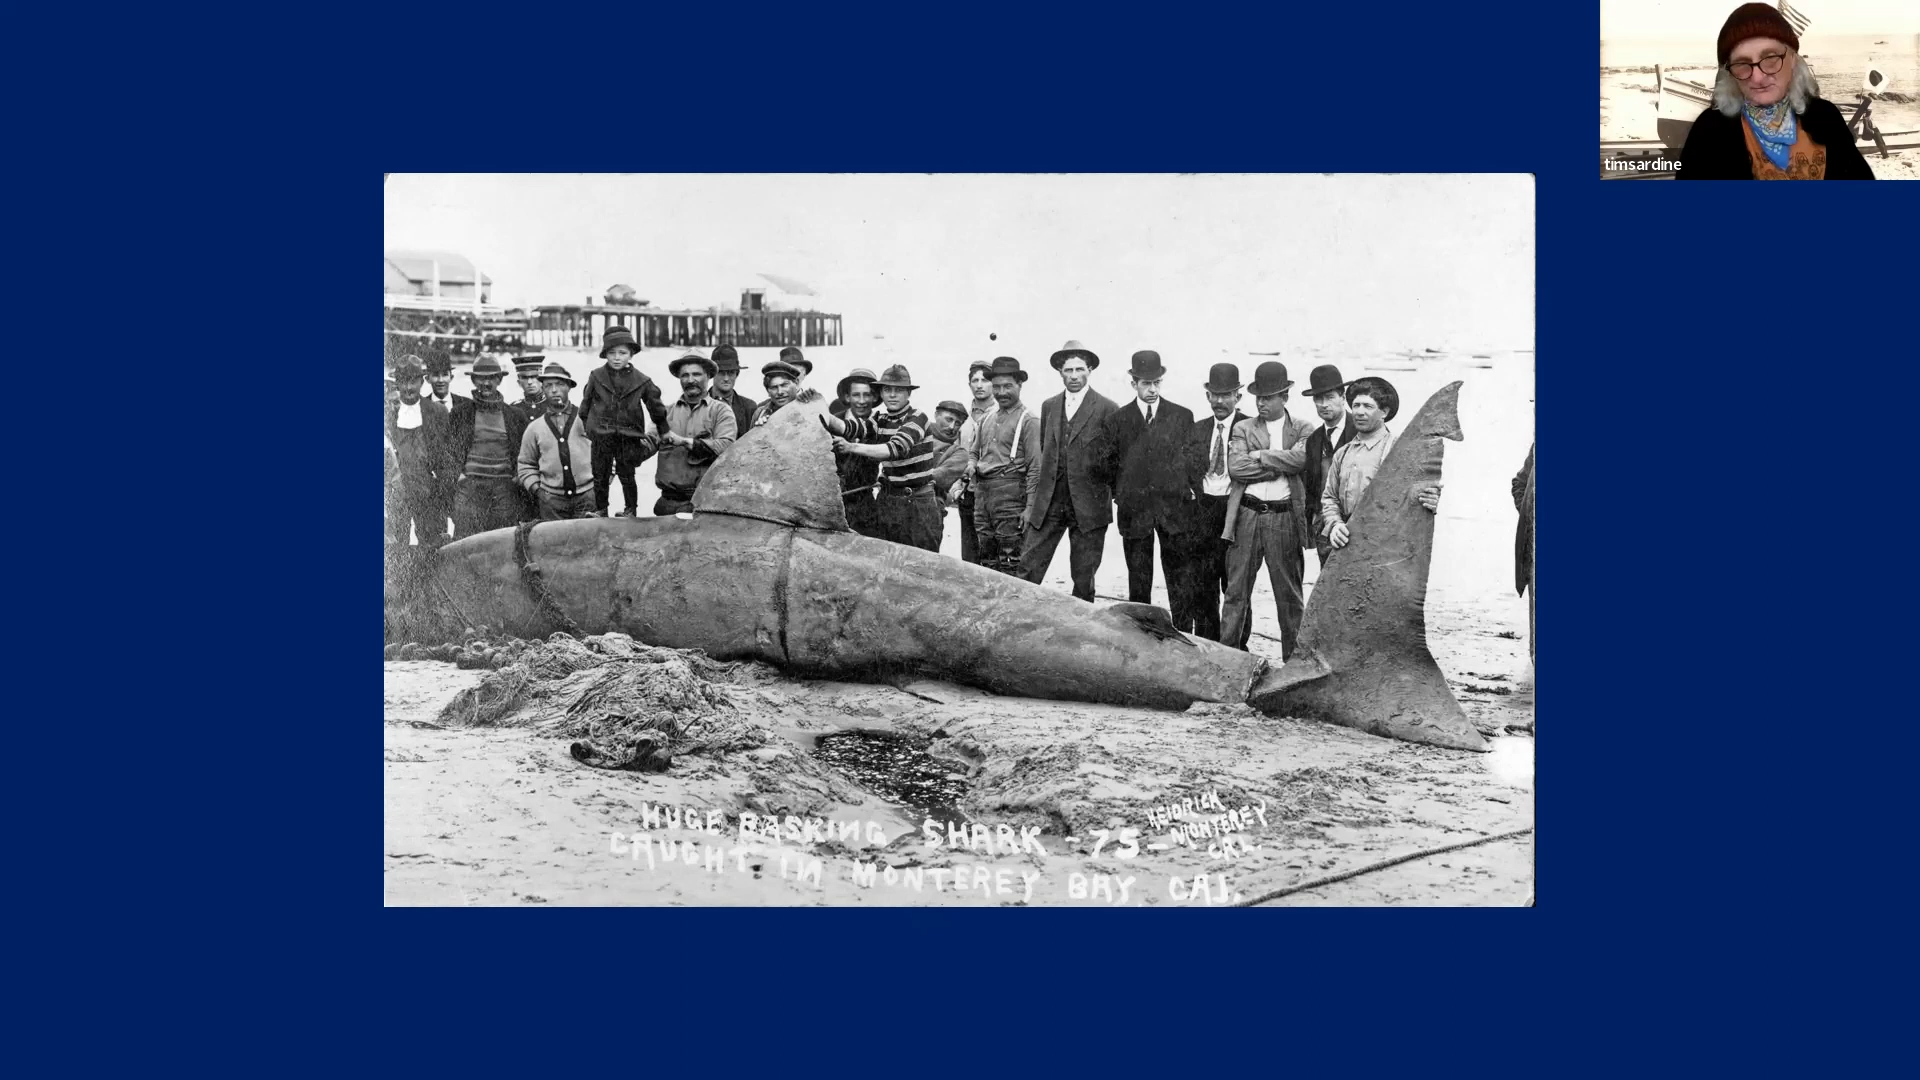 timsardine
HUGE BASKING SHARK -75-
HEIDRICK
MONTEREY
CAL.
CAUGHT IN MONTEREY BAY, CAL.